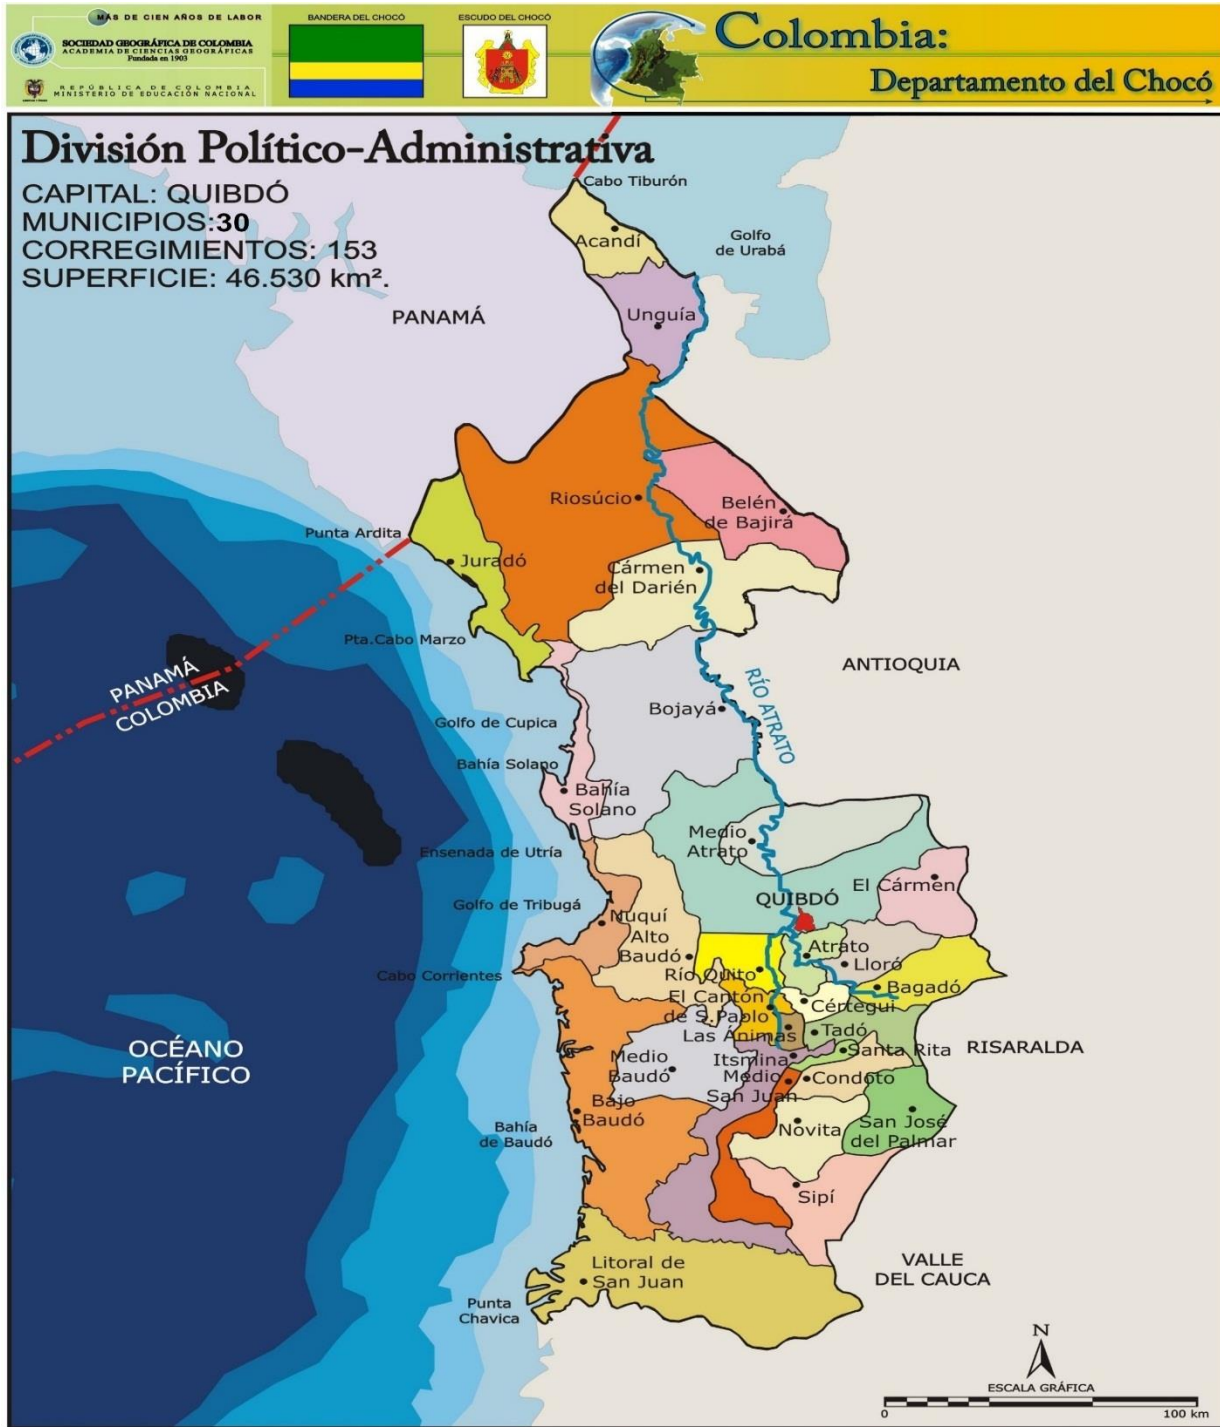 MÁS DE CIEN AÑOS DE LABOR
SOCIEDAD GEOGRÁFICA DE COLOMBIA
ACADEMIA DE CIENCIAS GEOGRÁFICAS
Fundada en 1903
REPÚBLICA DE COLOMBIA
MINISTERIO DE EDUCACIÓN NACIONAL
BANDERA DEL CHOCÓ
ESCUDO DEL CHOCÓ
Colombia:
Departamento del Chocó
División Político-Administrativa
CAPITAL: QUIBDÓ
MUNICIPIOS:30
CORREGIMIENTOS: 153
SUPERFICIE: 46.530 km².
Cabo Tiburón
Acandí
Golfo
de Urabá
PANAMÁ
Unguía
Riosúcio
Belén
de Bajirá
Punta Ardita
Juradó
Cármen
del Darién
Pta.Cabo Marzo
PANAMÁ
COLOMBIA
ANTIOQUIA
RÍO ATRATO
Bojayá
Golfo de Cupica
Bahía Solano
Bahía
Solano
Medio
Atrato
Ensenada de Utría
El Cármen
QUIBDÓ
Golfo de Tribugá
Nuquí
Alto
Baudó
Atrato
Lloró
Cabo Corrientes
Río Quito
Bagadó
El Cantón
de S.Pablo
Cértegui
Las Ánimas
Tadó
OCÉANO
PACÍFICO
Medio
Baudó
Itsmina
Santa Rita
RISARALDA
Medio
San Juan
Condoto
Bajo
Baudó
Bahía
de Baudó
Novita
San José
del Palmar
Sipí
Litoral de
San Juan
VALLE
DEL CAUCA
Punta
Chavica
N
ESCALA GRÁFICA
0 100 km